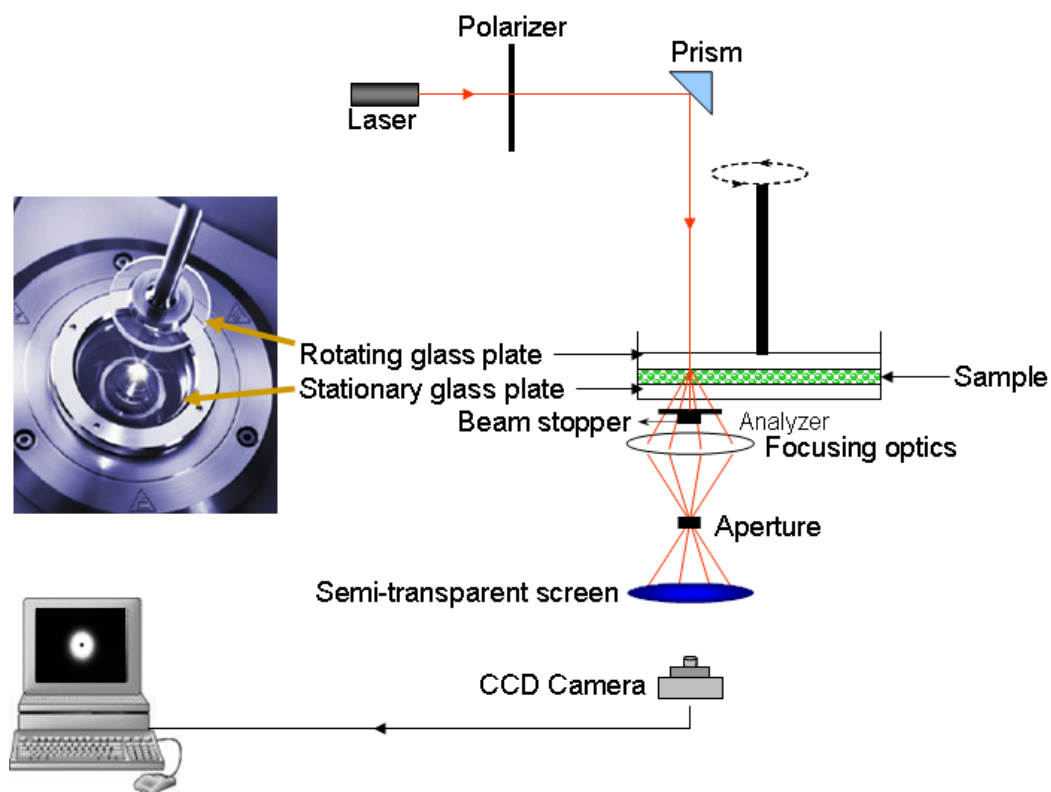 Polarizer
Prism
Laser
Rotating glass plate
Stationary glass plate
Sample
Beam stopper
Analyzer
Focusing optics
Aperture
Semi-transparent screen
CCD Camera